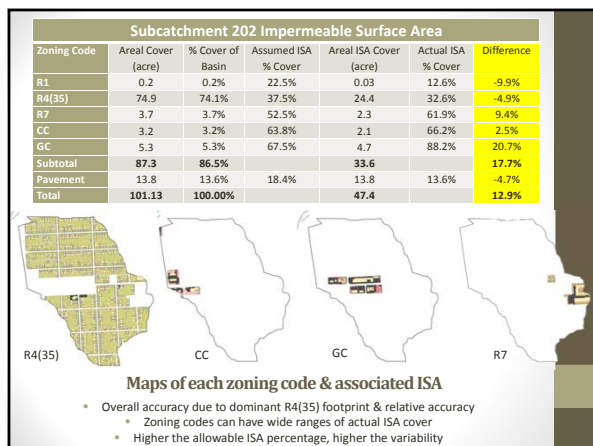 Subcatchment 202 Impermeable Surface Area
Zoning Code Areal Cover (acre) % Cover of Basin Assumed ISA % Cover Areal ISA Cover (acre) Actual ISA % Cover Difference
R1 0.2 0.2% 22.5% 0.03 12.6% -9.9%
R4(35) 74.9 74.1% 37.5% 24.4 32.6% -4.9%
R7 3.7 3.7% 52.5% 2.3 61.9% 9.4%
CC 3.2 3.2% 63.8% 2.1 66.2% 2.5%
GC 5.3 5.3% 67.5% 4.7 88.2% 20.7%
Subtotal 87.3 86.5% 33.6 17.7%
Pavement 13.8 13.6% 18.4% 13.8 13.6% -4.7%
Total 101.13 100.00% 47.4 12.9%
R4(35) CC GC R7
Maps of each zoning code & associated ISA
• Overall accuracy due to dominant R4(35) footprint & relative accuracy
• Zoning codes can have wide ranges of actual ISA cover
• Higher the allowable ISA percentage, higher the variability